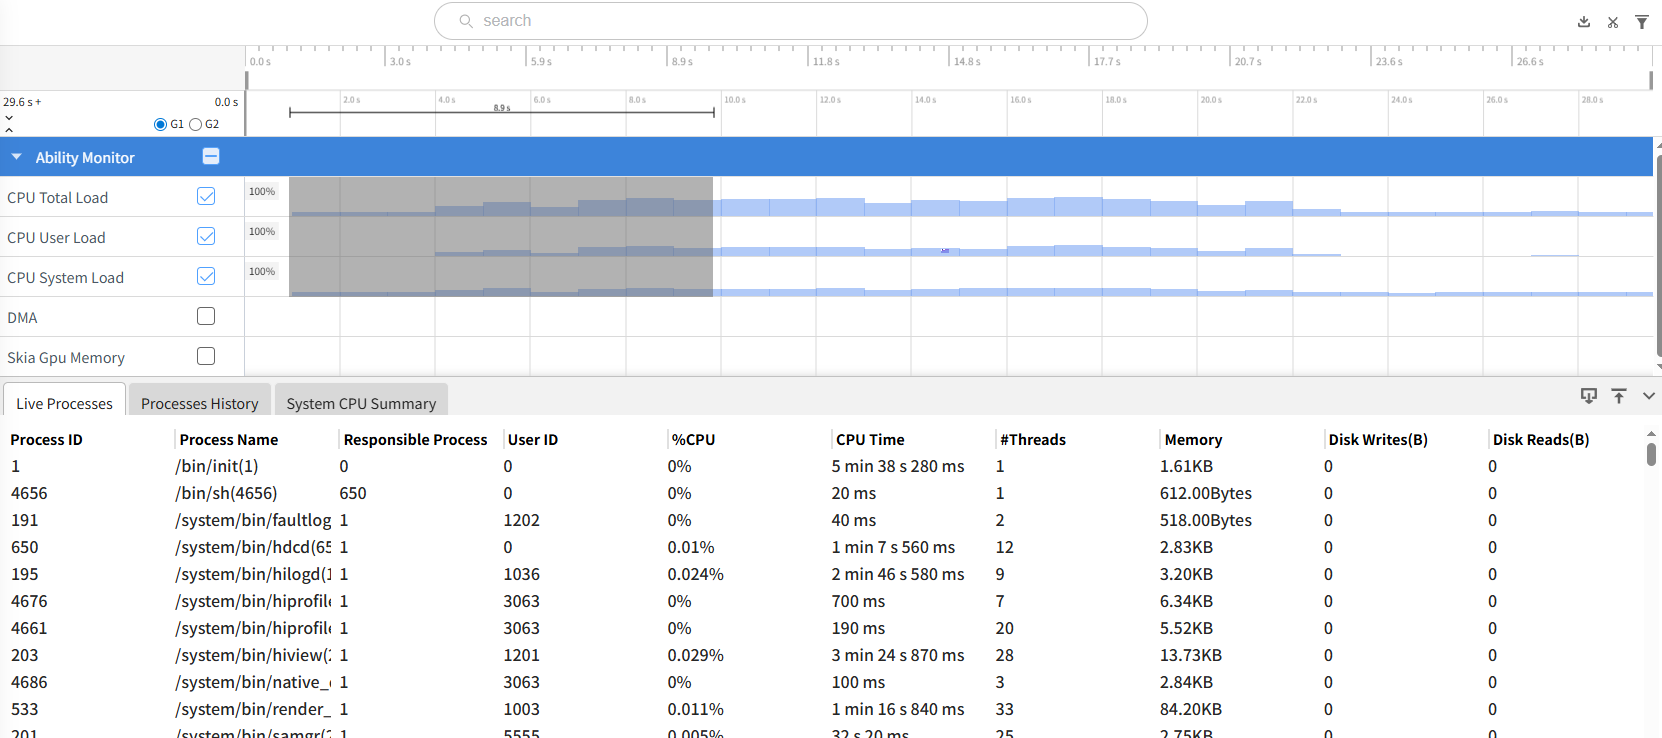 search
0.0 s 3.0 s 5.9 s 8.9 s 11.8 s 14.8 s 17.7 s 20.7 s 23.6 s 26.6 s
29.6 s + 0.0 s 2.0 s 4.0 s 6.0 s 8.0 s 10.0 s 12.0 s 14.0 s 16.0 s 18.0 s 20.0 s 22.0 s 24.0 s 26.0 s 28.0 s
8.9 s
G1 G2
Ability Monitor
CPU Total Load 100%
CPU User Load 100%
CPU System Load 100%
DMA
Skia Gpu Memory
Live Processes Processes History System CPU Summary
Process ID Process Name Responsible Process User ID %CPU CPU Time #Threads Memory Disk Writes(B) Disk Reads(B)
1 /bin/init(1) 0 0 0% 5 min 38 s 280 ms 1 1.61KB 0 0
4656 /bin/sh(4656) 650 0 0% 20 ms 1 612.00Bytes 0 0
191 /system/bin/faultlog 1 1202 0% 40 ms 2 518.00Bytes 0 0
650 /system/bin/hdcd(65 1 0 0.01% 1 min 7 s 560 ms 12 2.83KB 0 0
195 /system/bin/hilogd(1 1 1036 0.024% 2 min 46 s 580 ms 9 3.20KB 0 0
4676 /system/bin/hiprofile 1 3063 0% 700 ms 7 6.34KB 0 0
4661 /system/bin/hiprofile 1 3063 0% 190 ms 20 5.52KB 0 0
203 /system/bin/hiview(2 1 1201 0.029% 3 min 24 s 870 ms 28 13.73KB 0 0
4686 /system/bin/native_ 1 3063 0% 100 ms 3 2.84KB 0 0
533 /system/bin/render_ 1 1003 0.011% 1 min 16 s 840 ms 33 84.20KB 0 0
201 /system/bin/samgr(2 1 5555 0.005% 32 s 20 ms 25 2.75KB 0 0